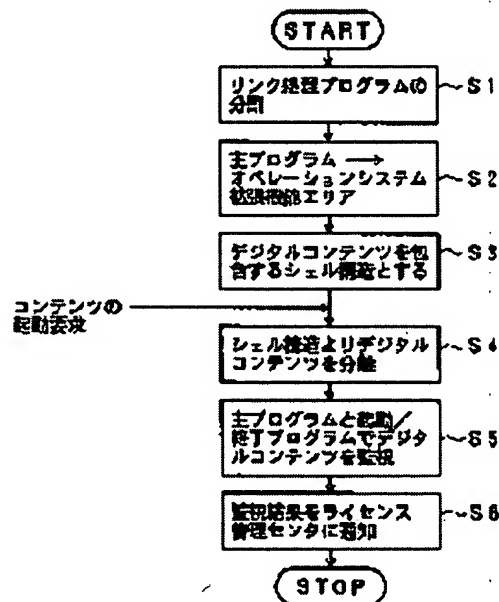 START
リンク処理プログラムの
分割
S1
主プログラム →
オペレーションシステム
拡張機能エリア
S2
デジタルコンテンツを包
含するシェル構造とする
S3
コンテンツの
起動要求
シェル構造よりデジタル
コンテンツを分離
S4
主プログラムと起動/
終了プログラムでデジタ
ルコンテンツを監視
S5
監視結果をライセンス
管理センタに通知
S6
STOP